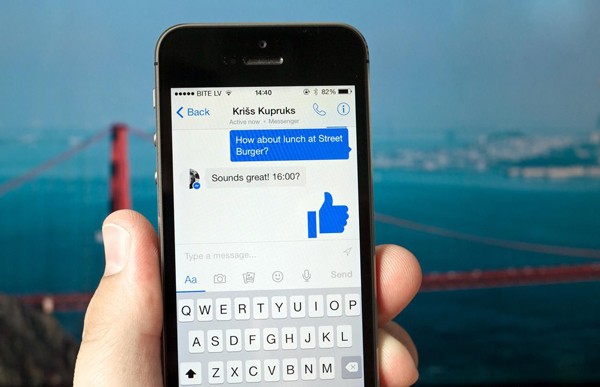 BITE LV 14:40 82%
Back Krišs Kupruks
Active now • Messenger
How about lunch at Street
Burger?
Sounds great! 16:00?
Type a message...
Aa Send
Q W E R T Y U I O P
A S D F G H J K L
Z X C V B N M